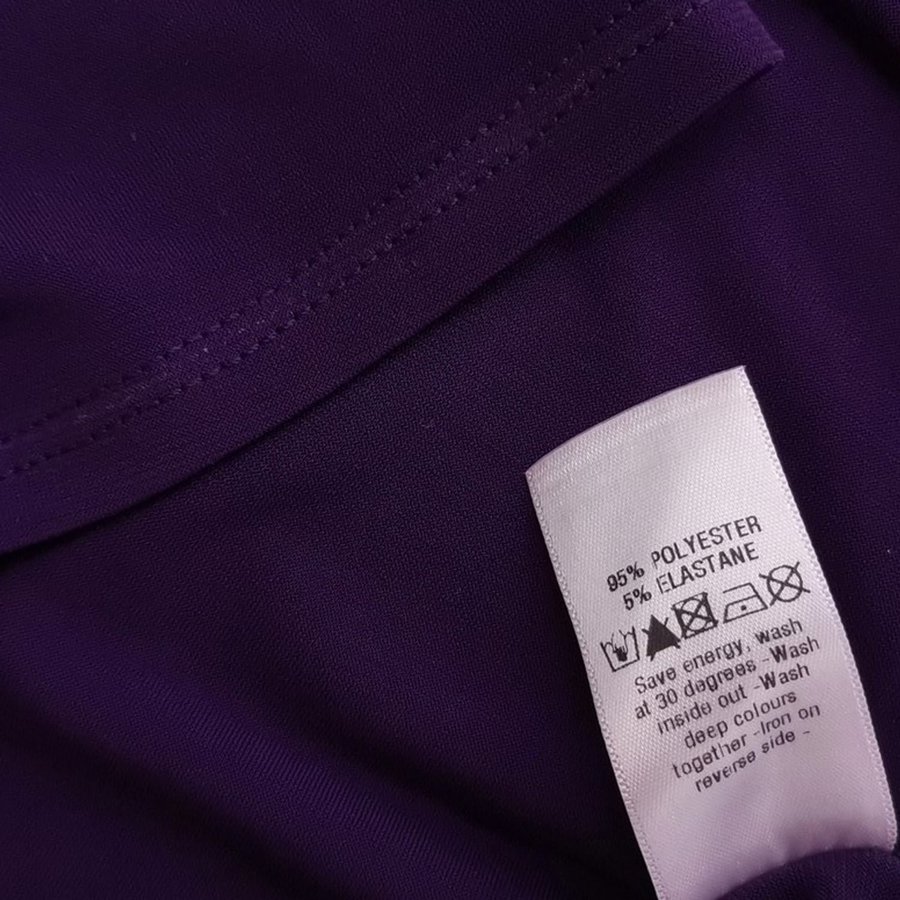 95% POLYESTER
5% ELASTANE
Save energy, wash
at 30 degrees -Wash
inside out -Wash
deep colours
together -Iron on
reverse side -